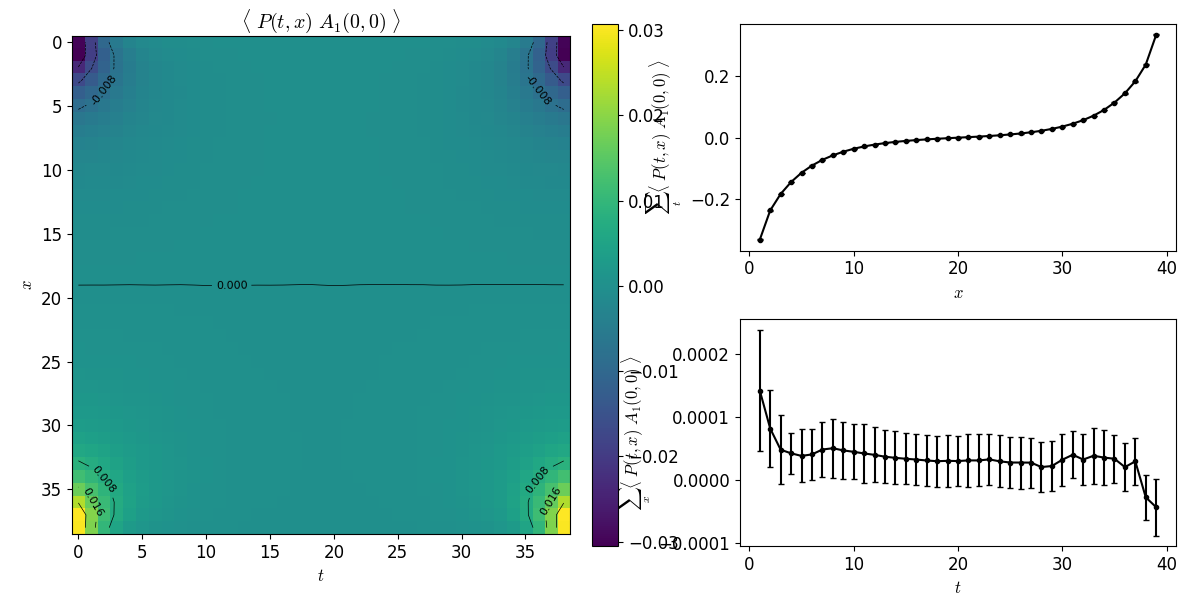 ⟨ P(t, x) A₁(0, 0) ⟩
0
5
10
15
20
25
30
35
x
0 5 10 15 20 25 30 35
t
-0.008
-0.008
0.000
0.008
0.016
0.008
0.016
0.03
0.02
0.01
0.00
−0.01
−0.02
−0.03
∑ₜ⟨ P(t, x) A₁(0, 0) ⟩
0.2
0.0
−0.2
0 10 20 30 40
x
∑ₓ⟨ P(t, x) A₁(0, 0) ⟩
0.0002
0.0001
0.0000
−0.0001
0 10 20 30 40
t